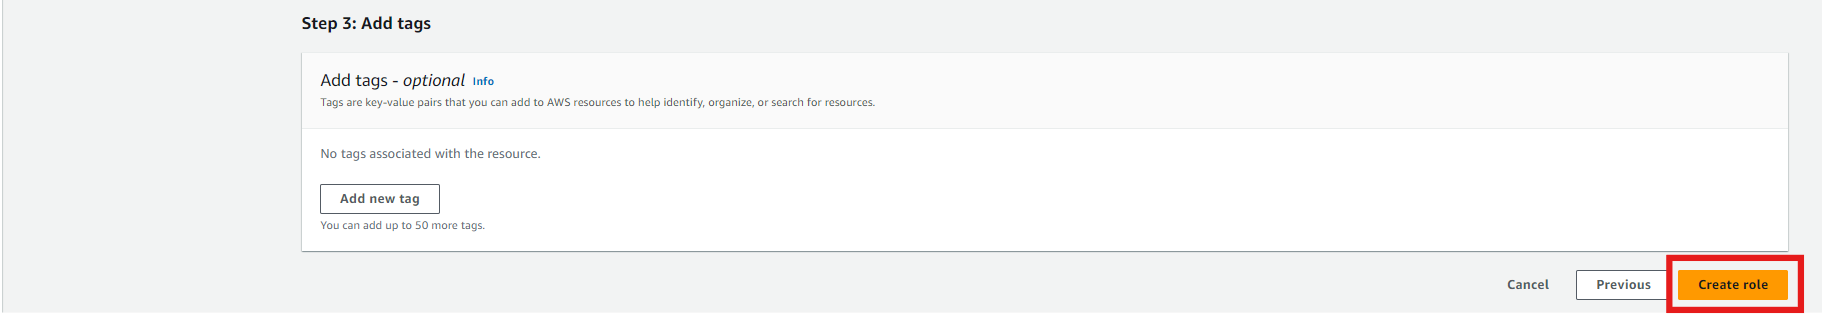 Step 3: Add tags
Add tags - optional Info
Tags are key-value pairs that you can add to AWS resources to help identify, organize, or search for resources.
No tags associated with the resource.
Add new tag
You can add up to 50 more tags.
Cancel Previous Create role